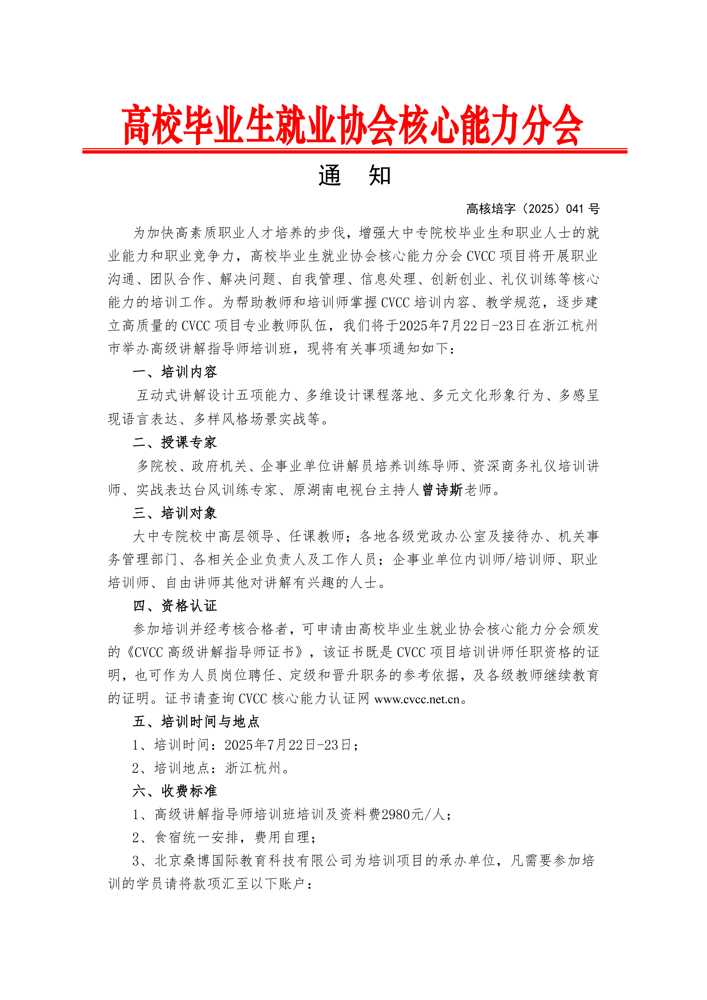 高校毕业生就业协会核心能力分会
通 知
高核培字（2025）041 号
为加快高素质职业人才培养的步伐，增强大中专院校毕业生和职业人士的就
业能力和职业竞争力，高校毕业生就业协会核心能力分会 CVCC 项目将开展职业
沟通、团队合作、解决问题、自我管理、信息处理、创新创业、礼仪训练等核心
能力的培训工作。为帮助教师和培训师掌握 CVCC 培训内容、教学规范，逐步建
立高质量的 CVCC 项目专业教师队伍，我们将于2025年7月22日-23日在浙江杭州
市举办高级讲解指导师培训班，现将有关事项通知如下：
一、培训内容
互动式讲解设计五项能力、多维设计课程落地、多元文化形象行为、多感呈
现语言表达、多样风格场景实战等。
二、授课专家
多院校、政府机关、企事业单位讲解员培养训练导师、资深商务礼仪培训讲
师、实战表达台风训练专家、原湖南电视台主持人曾诗斯老师。
三、培训对象
大中专院校中高层领导、任课教师；各地各级党政办公室及接待办、机关事
务管理部门、各相关企业负责人及工作人员；企事业单位内训师/培训师、职业
培训师、自由讲师其他对讲解有兴趣的人士。
四、资格认证
参加培训并经考核合格者，可申请由高校毕业生就业协会核心能力分会颁发
的《CVCC 高级讲解指导师证书》，该证书既是 CVCC 项目培训讲师任职资格的证
明，也可作为人员岗位聘任、定级和晋升职务的参考依据，及各级教师继续教育
的证明。证书请查询 CVCC 核心能力认证网 www.cvcc.net.cn。
五、培训时间与地点
1、培训时间：2025年7月22日-23日；
2、培训地点：浙江杭州。
六、收费标准
1、高级讲解指导师培训班培训及资料费2980元/人；
2、食宿统一安排，费用自理；
3、北京桑博国际教育科技有限公司为培训项目的承办单位，凡需要参加培
训的学员请将款项汇至以下账户：